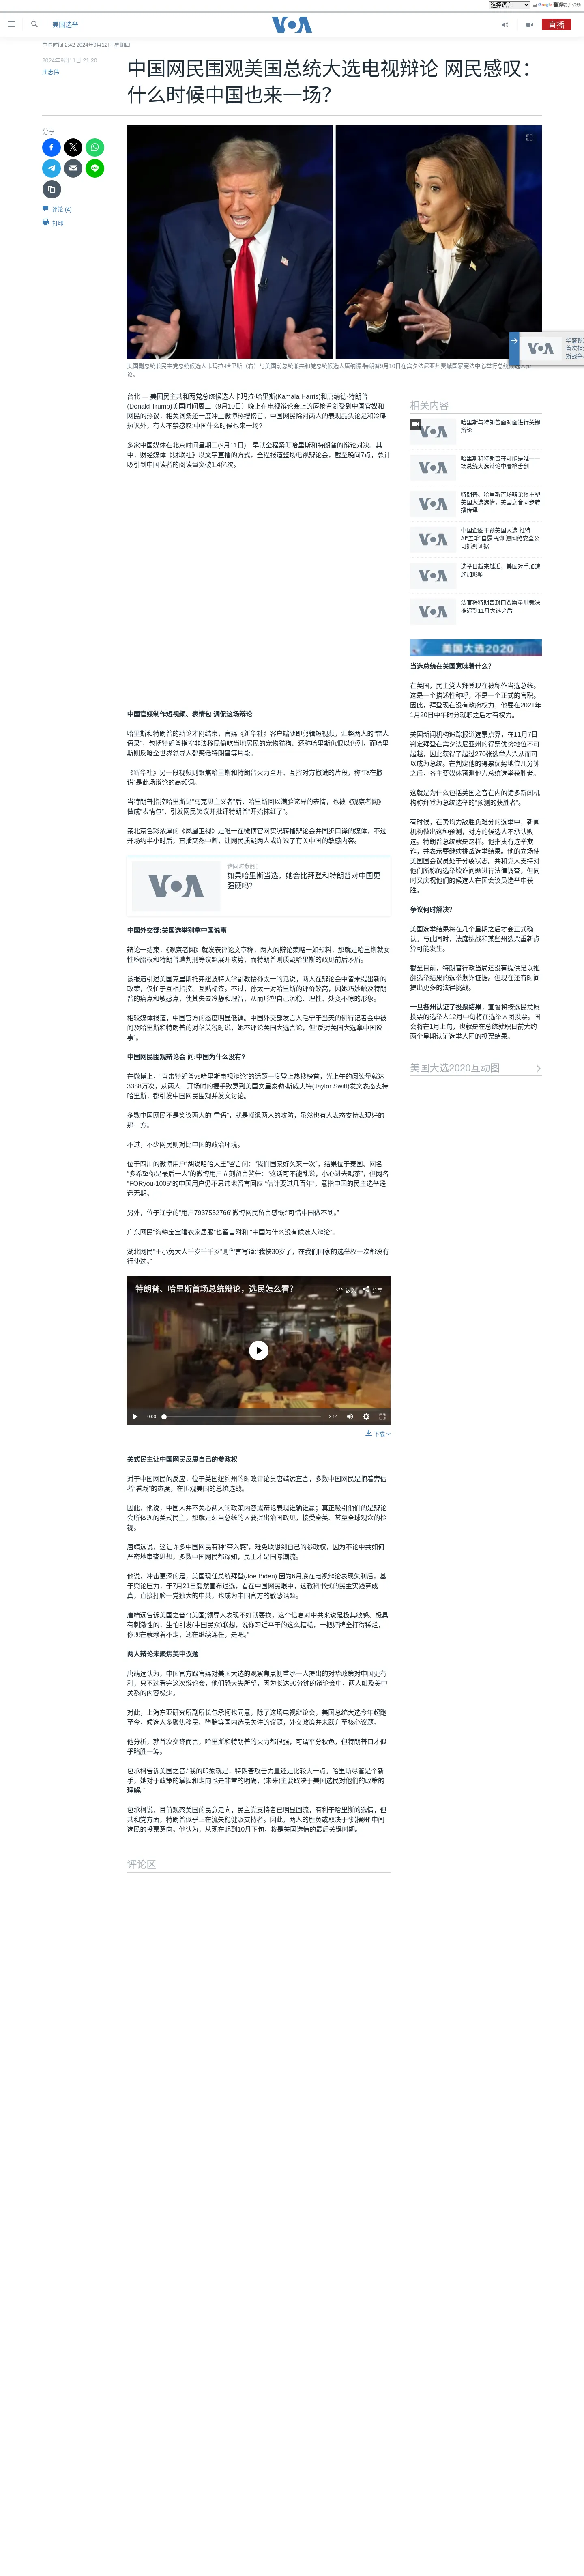 选择语言
由 Google 翻译强力驱动
美国选举
VOA
直播
中国时间 2:42 2024年9月12日 星期四
2024年9月11日 21:20
庄志伟
中国网民围观美国总统大选电视辩论 网民感叹：
什么时候中国也来一场？
分享
评论 (4)
打印
美国副总统兼民主党总统候选人卡玛拉·哈里斯（右）与美国前总统兼共和党总统候选人唐纳德·特朗普9月10日在宾夕法尼亚州费城国家宪法中心举行总统候选人辩
论。
台北 — 美国民主共和两党总统候选人卡玛拉·哈里斯(Kamala Harris)和唐纳德·特朗普
(Donald Trump)美国时间周二（9月10日）晚上在电视辩论会上的唇枪舌剑受到中国官媒和
网民的热议，相关词条还一度冲上微博热搜榜首。中国网民除对两人的表现品头论足和冷嘲
热讽外，有人不禁感叹:中国什么时候也来一场?
多家中国媒体在北京时间星期三(9月11日)一早就全程紧盯哈里斯和特朗普的辩论对决。其
中，财经媒体《财联社》以文字直播的方式，全程报道整场电视辩论会，截至晚间7点，总计
吸引到中国读者的阅读量突破1.4亿次。
中国官媒制作短视频、表情包 调侃这场辩论
哈里斯和特朗普的辩论才刚结束，官媒《新华社》客户端随即剪辑短视频，汇整两人的“雷人
语录”，包括特朗普指控非法移民偷吃当地居民的宠物猫狗、还称哈里斯仇恨以色列，而哈里
斯则反呛全世界领导人都笑话特朗普等片段。
《新华社》另一段视频则聚焦哈里斯和特朗普火力全开、互控对方撒谎的片段，称“Ta在撒
谎”是此场辩论的高频词。
当特朗普指控哈里斯是“马克思主义者”后，哈里斯回以满脸诧异的表情，也被《观察者网》
做成“表情包”，引发网民笑议并批评特朗普“开始抹红了”。
亲北京色彩浓厚的《凤凰卫视》是唯一在微博官网实况转播辩论会并同步口译的媒体，不过
开场约半小时后，直播突然中断，让网民质疑两人或许说了有关中国的敏感内容。
VOA
请同时参阅：
如果哈里斯当选，她会比拜登和特朗普对中国更
强硬吗？
中国外交部:美国选举别拿中国说事
辩论一结束，《观察者网》就发表评论文章称，两人的辩论策略一如预料，那就是哈里斯就女
性堕胎权和特朗普遭判刑等议题展开攻势，而特朗普则质疑哈里斯的政见前后矛盾。
该报道引述美国克里斯托弗纽波特大学副教授孙太一的话说，两人在辩论会中皆未提出新的
政策，仅忙于互相指控、互贴标签。不过，孙太一对哈里斯的评价较高，因她巧妙触及特朗
普的痛点和敏感点，使其失去冷静和理智，从而形塑自己沉稳、理性、处变不惊的形象。
相较媒体报道，中国官方的态度明显低调。中国外交部发言人毛宁于当天的例行记者会中被
问及哈里斯和特朗普的对华关税时说，她不评论美国大选言论，但“反对美国大选拿中国说
事”。
中国网民围观辩论会 问:中国为什么没有?
在微博上，“直击特朗普vs哈里斯电视辩论”的话题一度登上热搜榜首，光上午的阅读量就达
3388万次，从两人一开场时的握手致意到美国女星泰勒·斯威夫特(Taylor Swift)发文表态支持
哈里斯，都引发中国网民围观并发文讨论。
多数中国网民不是笑议两人的“雷语”，就是嘲讽两人的攻防，虽然也有人表态支持表现好的
那一方。
不过，不少网民则对比中国的政治环境。
位于四川的微博用户“胡说哈哈大王”留言问：“我们国家好久来一次”，结果位于泰国、网名
“多希望你是最后一人”的微博用户立刻留言警告：“这话可不能乱说，小心进去喝茶”，但网名
“FORyou-1005”的中国用户仍不忌讳地留言回应:“估计要过几百年”，意指中国的民主选举遥
遥无期。
另外，位于辽宁的“用户7937552766”微博网民留言感慨:“可惜中国做不到。”
广东网民“海绵宝宝睡衣家居服”也留言附和:“中国为什么没有候选人辩论”。
湖北网民“王小兔大人千岁千千岁”则留言写道:“我快30岁了，在我们国家的选举权一次都没有
行使过。”
特朗普、哈里斯首场总统辩论，选民怎么看？
嵌入
分享
0:00
3:14
下载
美式民主让中国网民反思自己的参政权
对于中国网民的反应，位于美国纽约州的时政评论员唐靖远直言，多数中国网民是抱着旁估
者“看戏”的态度，在围观美国的总统选战。
因此，他说，中国人并不关心两人的政策内容或辩论表现谁输谁赢；真正吸引他们的是辩论
会所体现的美式民主，那就是想当总统的人要提出治国政见，接受全美、甚至全球观众的检
视。
唐靖远说，这让许多中国网民有种“带入感”，难免联想到自己的参政权，因为不论中共如何
严密地审查思想，多数中国网民都深知，民主才是国际潮流。
他说，冲击更深的是，美国现任总统拜登(Joe Biden) 因为6月底在电视辩论表现失利后，基
于舆论压力，于7月21日毅然宣布退选，看在中国网民眼中，这教科书式的民主实践竟成
真，直接打脸一党独大的中共，也成为中国官方的敏感话题。
唐靖远告诉美国之音:“(美国)领导人表现不好就要换，这个信息对中共来说是极其敏感、极具
有刺激性的，生怕引发(中国民众)联想，说你习近平干的这么糟糕，一把好牌全打得稀烂，
你现在就赖着不走，还在继续连任，是吧。”
两人辩论未聚焦美中议题
唐靖远认为，中国官方跟官媒对美国大选的观察焦点侧重哪一人提出的对华政策对中国更有
利，只不过看完这次辩论会，他们恐大失所望，因为长达90分钟的辩论会中，两人触及美中
关系的内容极少。
对此，上海东亚研究所副所长包承柯也同意，除了这场电视辩论会，美国总统大选今年起跑
至今，候选人多聚焦移民、堕胎等国内选民关注的议题，外交政策并未跃升至核心议题。
他分析，就首次交锋而言，哈里斯和特朗普的火力都很强，可谓平分秋色，但特朗普口才似
乎略胜一筹。
包承柯告诉美国之音:“我的印象就是，特朗普攻击力量还是比较大一点。哈里斯尽管是个新
手，她对于政策的掌握和走向也是非常的明确，(未来)主要取决于美国选民对他们的政策的
理解。”
包承柯说，目前观察美国的民意走向，民主党支持者已明显回流，有利于哈里斯的选情，但
共和党方面，特朗普似乎正在流失稳健派支持者。因此，两人的胜负或取决于“摇摆州”中间
选民的投票意向。他认为，从现在起到10月下旬，将是美国选情的最后关键时期。
评论区
VOA
华盛顿
首次指
斯战争
相关内容
VOA
哈里斯与特朗普面对面进行关键
辩论
VOA
哈里斯和特朗普在可能是唯一一
场总统大选辩论中唇枪舌剑
VOA
特朗普、哈里斯首场辩论将重塑
美国大选选情，美国之音同步转
播传译
VOA
中国企图干预美国大选 推特
AI“五毛”自露马脚 澳网络安全公
司抓到证据
VOA
选举日越来越近，美国对手加速
施加影响
VOA
法官将特朗普封口费案量刑裁决
推迟到11月大选之后
美国大选2020
当选总统在美国意味着什么?
在美国，民主党人拜登现在被称作当选总统。
这是一个描述性称呼，不是一个正式的官职。
因此，拜登现在没有政府权力，他要在2021年
1月20日中午时分就职之后才有权力。
美国新闻机构追踪报道选票点算，在11月7日
判定拜登在宾夕法尼亚州的得票优势地位不可
超越，因此获得了超过270张选举人票从而可
以成为总统。在判定他的得票优势地位几分钟
之后，各主要媒体预测他为总统选举获胜者。
这就是为什么包括美国之音在内的诸多新闻机
构称拜登为总统选举的“预测的获胜者”。
有时候，在势均力敌胜负难分的选举中，新闻
机构做出这种预测，对方的候选人不承认败
选。特朗普总统就是这样。他指责有选举欺
诈，并表示要继续挑战选举结果。他的立场使
美国国会议员处于分裂状态。共和党人支持对
他们所称的选举欺诈问题进行法律调查，但同
时又庆祝他们的候选人在国会议员选举中获
胜。
争议何时解决?
美国选举结果将在几个星期之后才会正式确
认。与此同时，法庭挑战和某些州选票重新点
算可能发生。
截至目前，特朗普行政当局还没有提供足以推
翻选举结果的选举欺诈证据。但现在还有时间
提出更多的法律挑战。
一旦各州认证了投票结果，宣誓将按选民意愿
投票的选举人12月中旬将在选举人团投票。国
会将在1月上旬，也就是在总统就职日前大约
两个星期认证选举人团的投票结果。
美国大选2020互动图